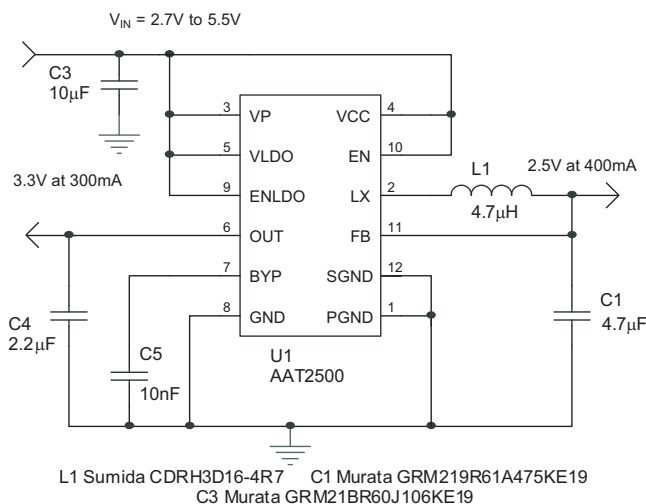 V_IN = 2.7V to 5.5V
C3
10μF
3
VP
VCC
4
5
VLDO
EN
10
3.3V at 300mA
9
ENLDO
LX
2
L1
4.7μH
2.5V at 400mA
6
OUT
FB
11
7
BYP
SGND
12
8
GND
PGND
1
C4
2.2μF
C5
10nF
U1
AAT2500
C1
4.7μF
L1 Sumida CDRH3D16-4R7 C1 Murata GRM219R61A475KE19
C3 Murata GRM21BR60J106KE19